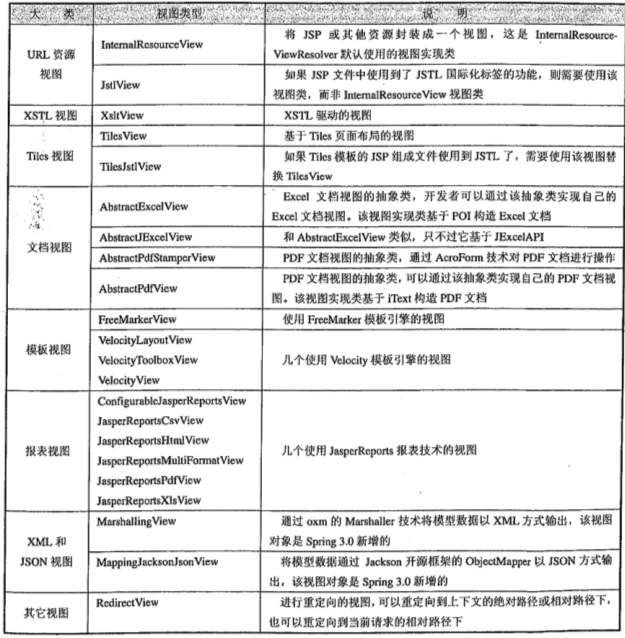 大 类 视图类型 说 明
URL 资源
视图
InternalResourceView
将 JSP 或其他资源封装成一个视图，这是 InternalResource-
ViewResolver 默认使用的视图实现类
JstlView
如果 JSP 文件中使用到了 JSTL 国际化标签的功能，则需要使用该
视图类，而非 InternalResourceView 视图类
XSTL 视图 XsltView XSTL 驱动的视图
Tiles 视图
TilesView 基于 Tiles 页面布局的视图
TilesJstlView
如果 Tiles 模板的 JSP 组成文件使用到 JSTL 了，需要使用该视图替
换 TilesView
文档视图
AbstractExcelView
Excel 文档视图的抽象类，开发者可以通过该抽象类实现自己的
Excel 文档视图。该视图实现类基于 POI 构造 Excel 文档
AbstractJExcelView 和 AbstractExcelView 类似，只不过它基于 JExcelAPI
AbstractPdfStamperView PDF 文档视图的抽象类，通过 AcroForm 技术对 PDF 文档进行操作
AbstractPdfView
PDF 文档视图的抽象类，可以通过该抽象类实现自己的 PDF 文档视
图。该视图实现类基于 iText 构造 PDF 文档
模板视图
FreeMarkerView 使用 FreeMarker 模板引擎的视图
VelocityLayoutView
VelocityToolboxView
VelocityView
几个使用 Velocity 模板引擎的视图
报表视图
ConfigurableJasperReportsView
JasperReportsCsvView
JasperReportsHtmlView
JasperReportsMultiFormatView
JasperReportsPdfView
JasperReportsXlsView
几个使用 JasperReports 报表技术的视图
XML 和
JSON 视图
MarshallingView
通过 oxm 的 Marshaller 技术将模型数据以 XML 方式输出，该视图
对象是 Spring 3.0 新增的
MappingJacksonJsonView
将模型数据通过 Jackson 开源框架的 ObjectMapper 以 JSON 方式输
出，该视图对象是 Spring 3.0 新增的
其它视图
RedirectView
进行重定向的视图，可以重定向到上下文的绝对路径或相对路径下，
也可以重定向到当前请求的相对路径下